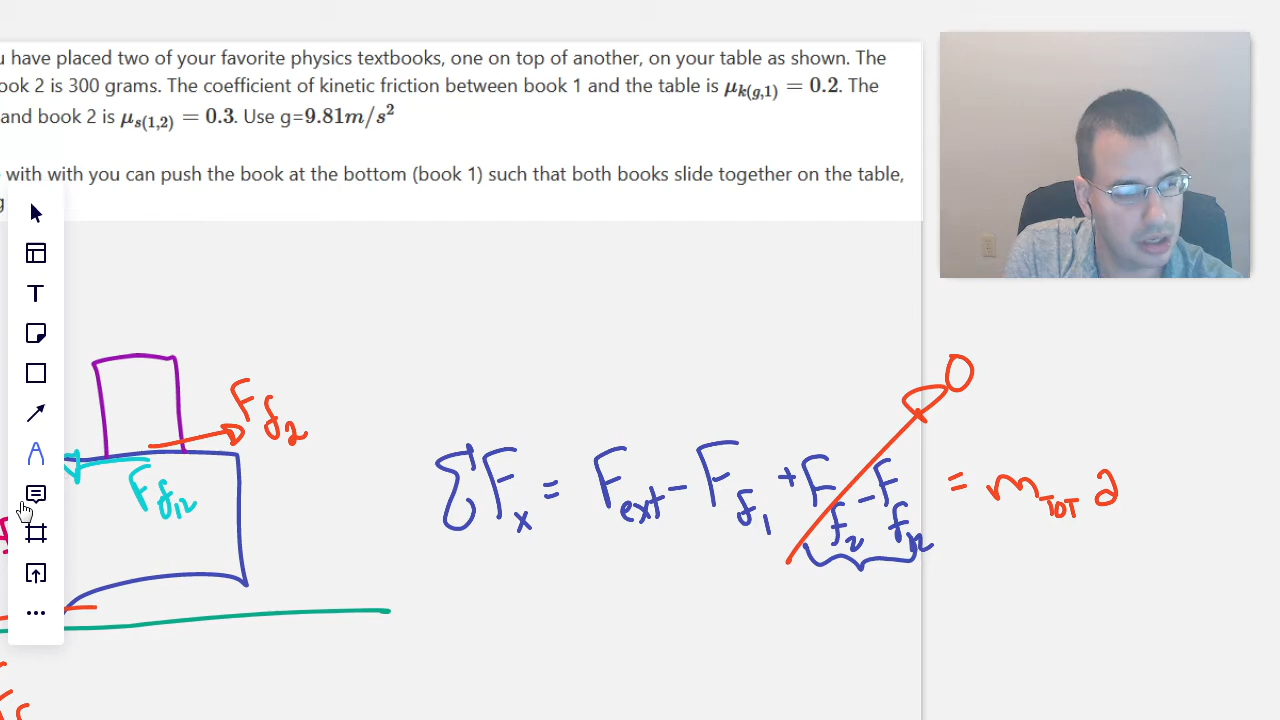 u have placed two of your favorite physics textbooks, one on top of another, on your table as shown. The
ook 2 is 300 grams. The coefficient of kinetic friction between book 1 and the table is μk(g,1) = 0.2. The
and book 2 is μs(1,2) = 0.3. Use g=9.81m/s²
with with you can push the book at the bottom (book 1) such that both books slide together on the table,
g
T
Ff2
Ff12
ΣFx = Fext - Ff1 + Ff2 - Ff12 = mTOT a
0